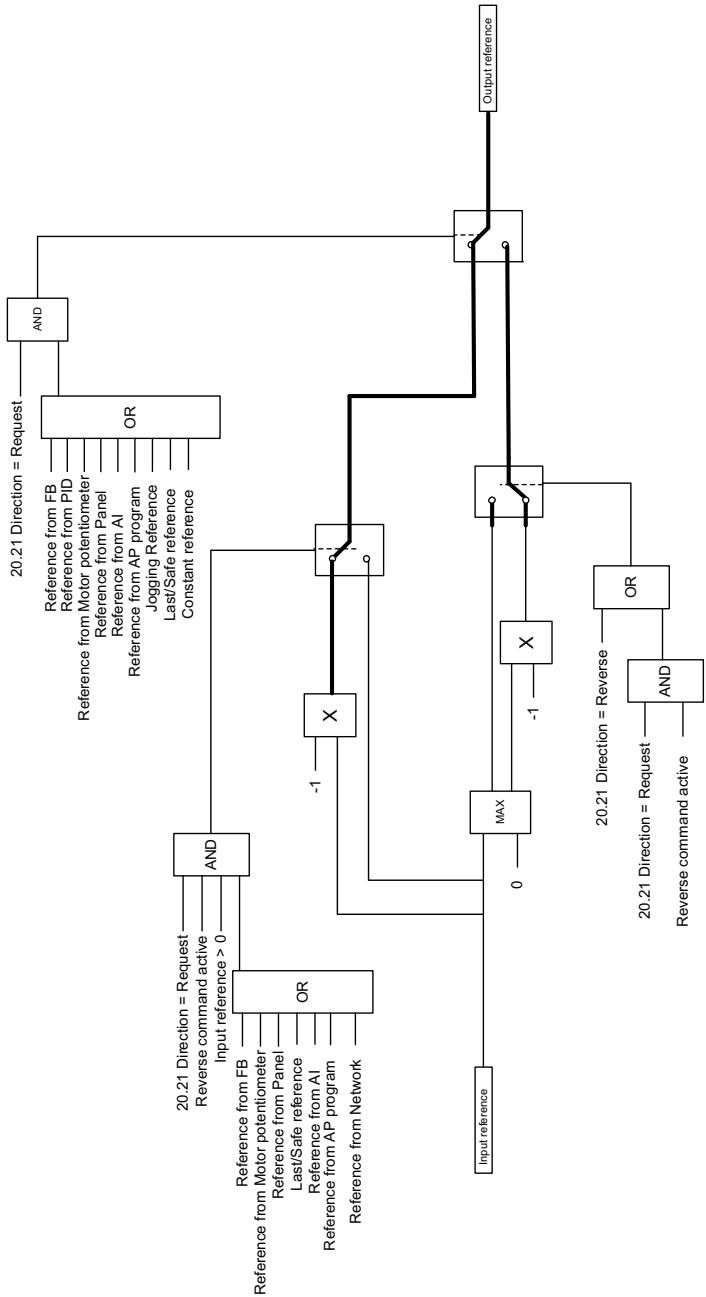 20.21 Direction = Request
AND
Reference from FB
Reference from PID
Reference from Motor potentiometer
Reference from Panel
Reference from AI
Reference from AP program
Jogging Reference
Last/Safe reference
Constant reference
OR
20.21 Direction = Request
Reverse command active
Input reference > 0
AND
Reference from FB
Reference from Motor potentiometer
Reference from Panel
Last/Safe reference
Reference from AI
Reference from AP program
Reference from Network
OR
-1
X
Output reference
Input reference
0
MAX
-1
X
20.21 Direction = Reverse
OR
20.21 Direction = Request
Reverse command active
AND